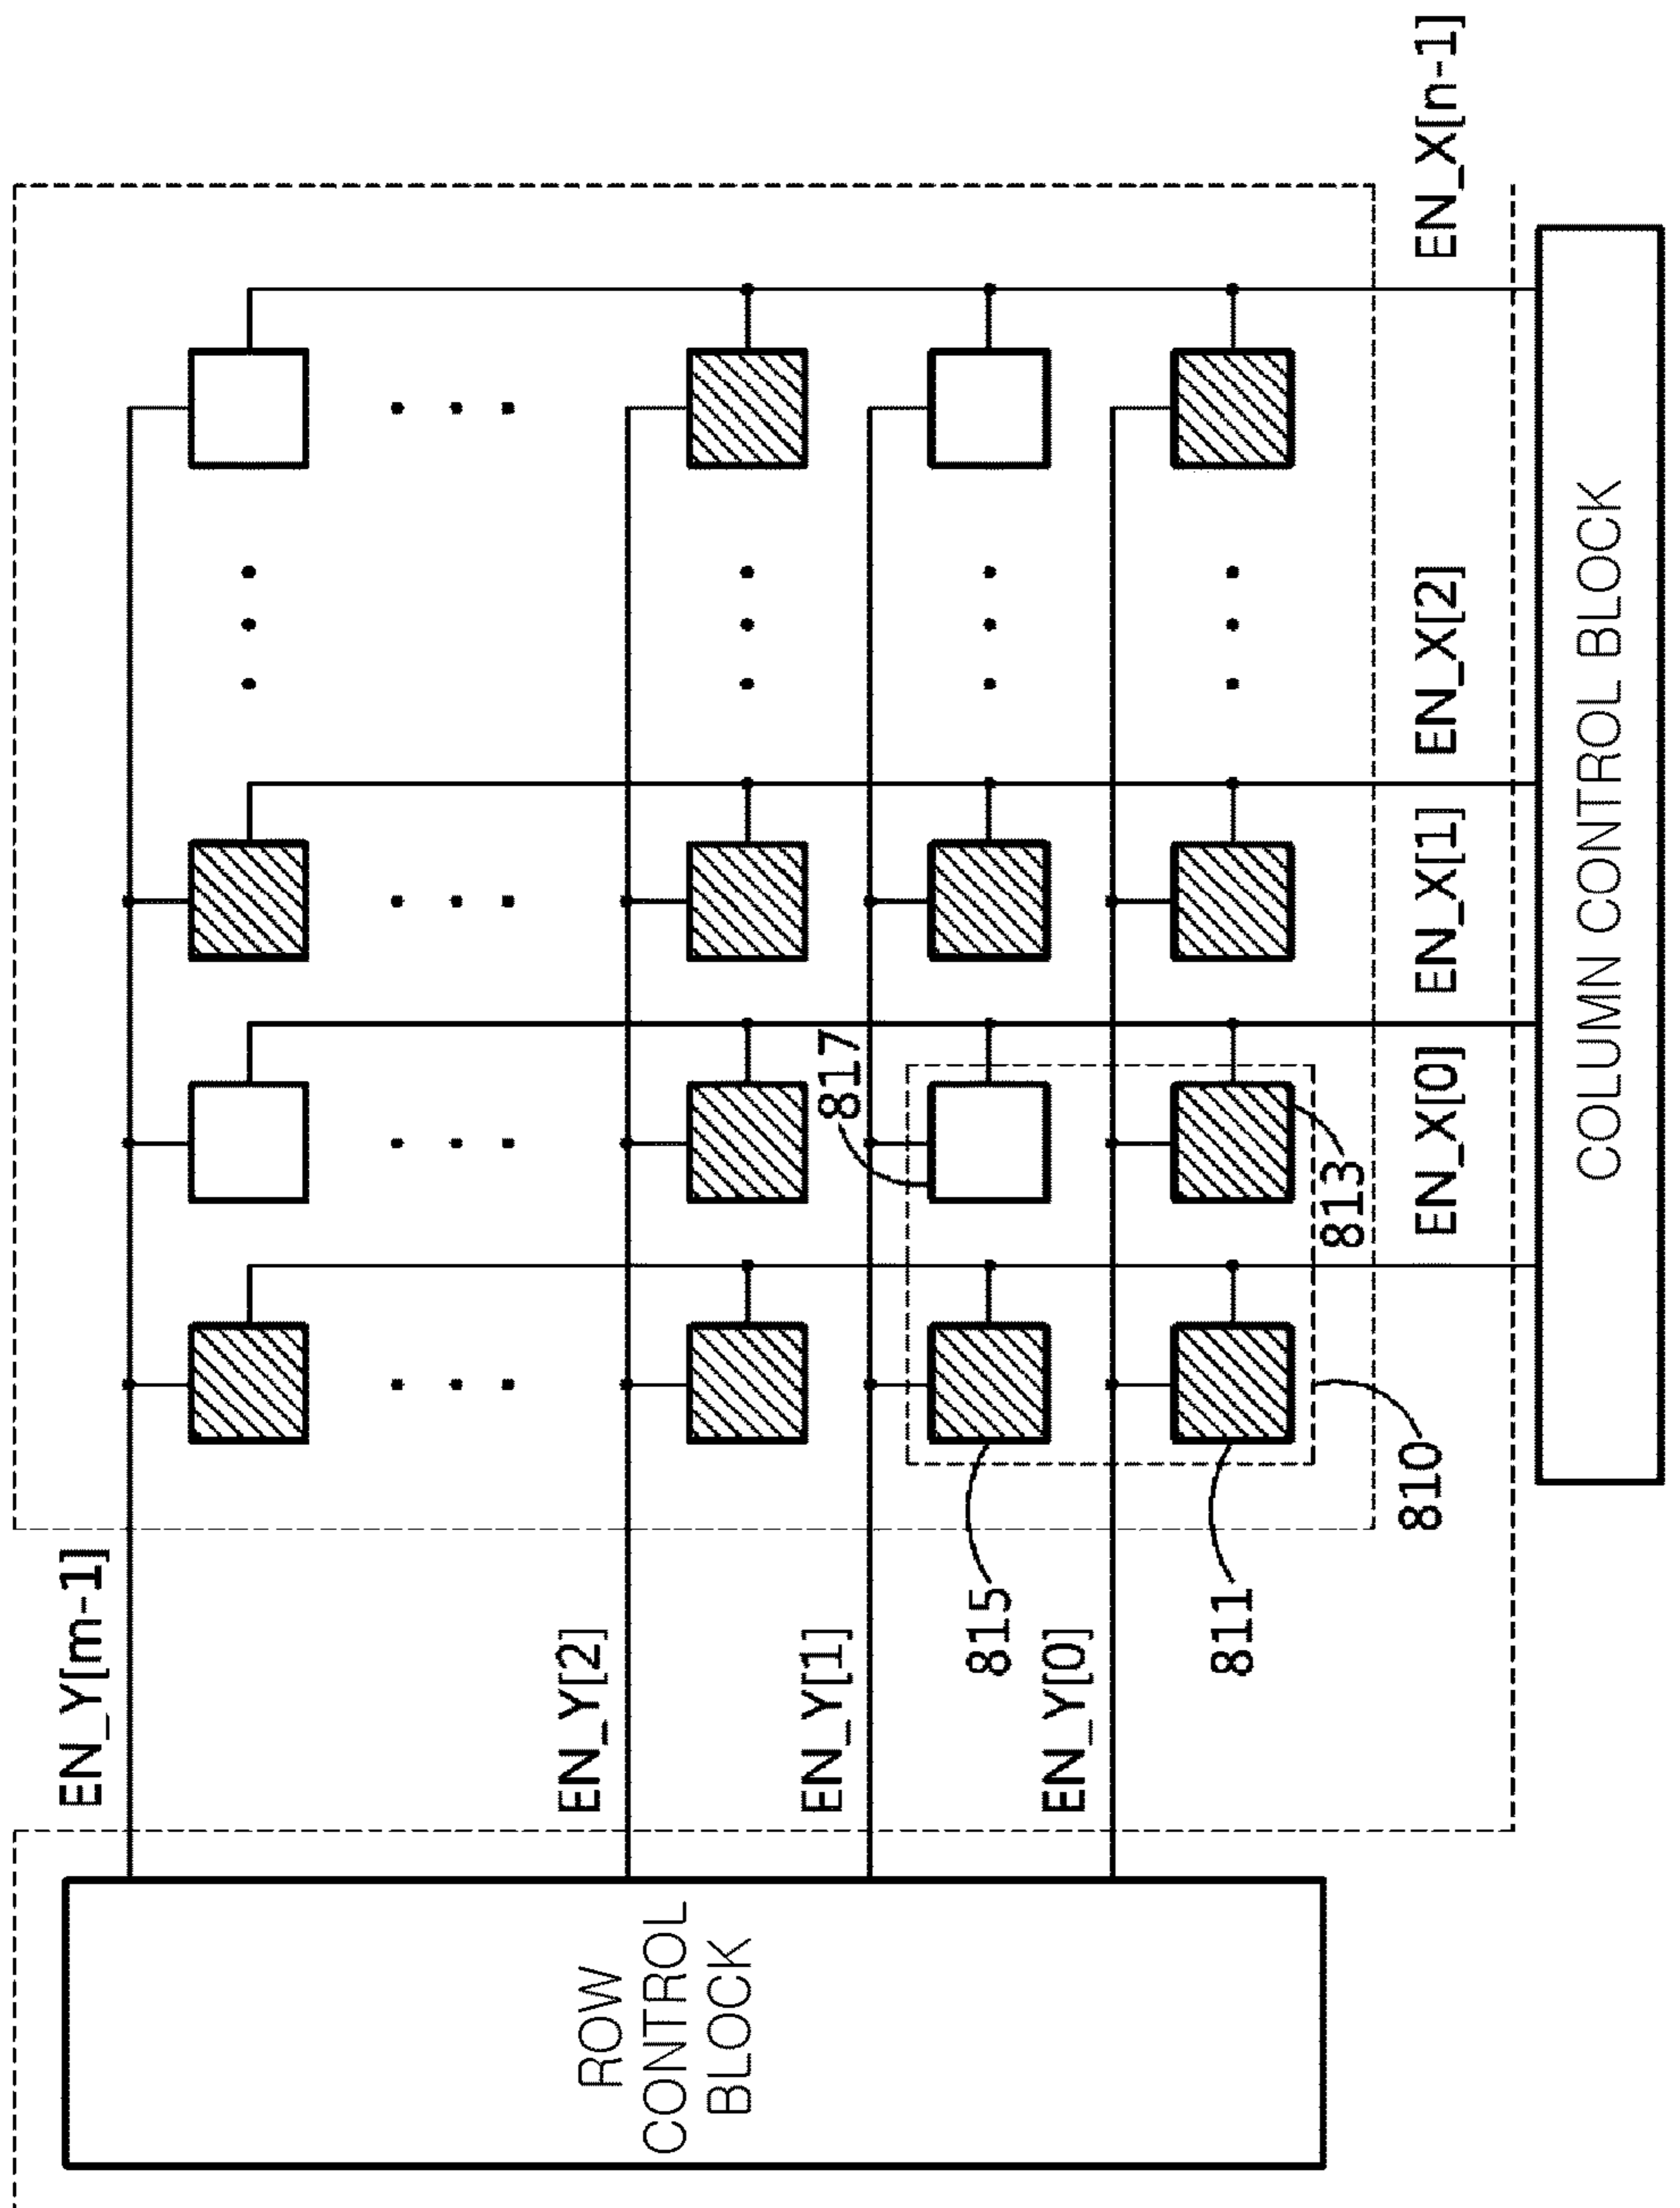 EN_Y[m-1]
EN_Y[2]
EN_Y[1]
EN_Y[0]
ROW
CONTROL
BLOCK
817
815
811
813
810
EN_X[0]
EN_X[1]
EN_X[2]
EN_X[n-1]
COLUMN CONTROL BLOCK